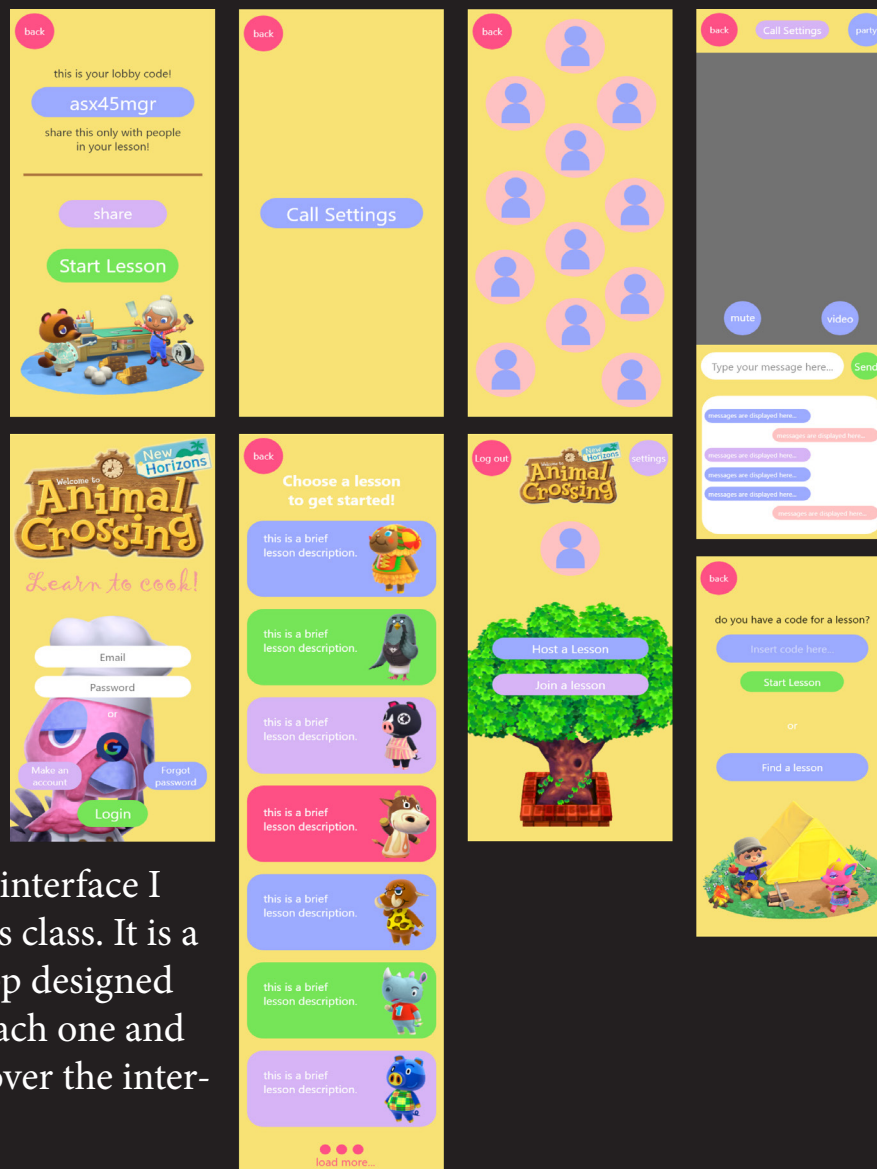 back
this is your lobby code!
asx45mgr
share this only with people
in your lesson!
share
Start Lesson
back
Call Settings
back
back
Call Settings
party
mute
video
Type your message here...
Send
messages are displayed here...
messages are displayed here...
messages are displayed here...
messages are displayed here...
messages are displayed here...
messages are displayed here...
Welcome to
Animal
Crossing
New
Horizons
Learn to cook!
Email
Password
or
G
Make an
account
Forgot
password
Login
back
Choose a lesson
to get started!
this is a brief
lesson description.
this is a brief
lesson description.
this is a brief
lesson description.
this is a brief
lesson description.
this is a brief
lesson description.
this is a brief
lesson description.
1
this is a brief
lesson description.
load more...
Log out
Welcome to
Animal
Crossing
New
Horizons
settings
Host a Lesson
Join a lesson
back
do you have a code for a lesson?
Insert code here...
Start Lesson
or
Find a lesson
interface I
s class. It is a
p designed
ach one and
over the inter-